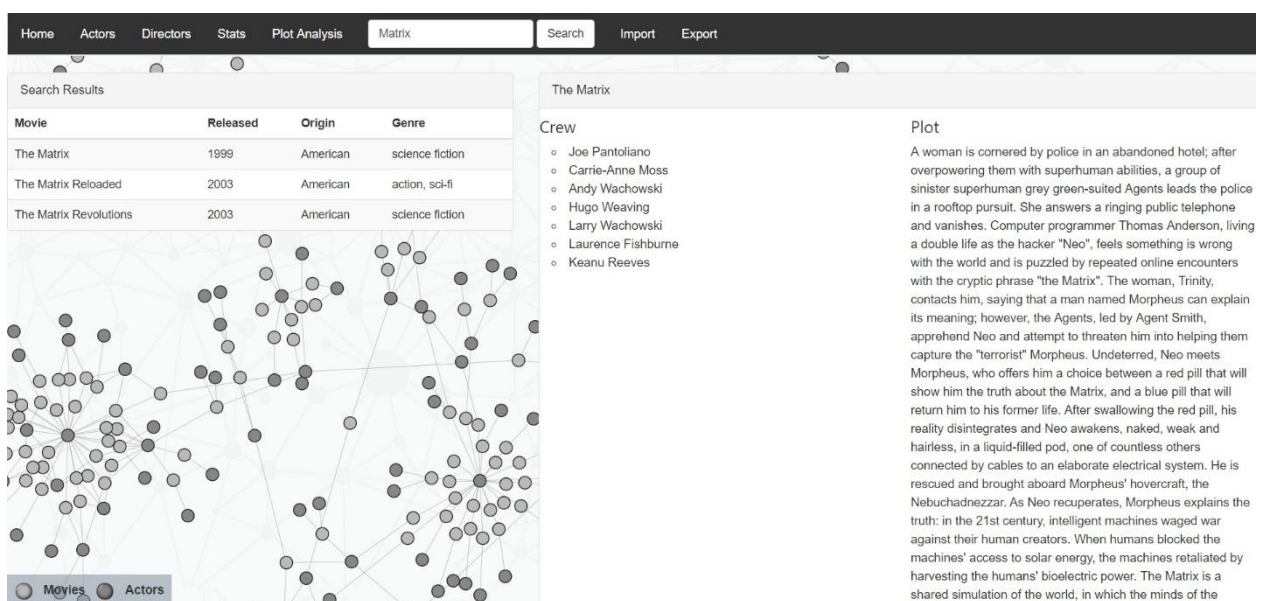 Home Actors Directors Stats Plot Analysis Matrix Search Import Export
Search Results
Movie Released Origin Genre
The Matrix 1999 American science fiction
The Matrix Reloaded 2003 American action, sci-fi
The Matrix Revolutions 2003 American science fiction
Movies Actors
The Matrix
Crew
Joe Pantoliano
Carrie-Anne Moss
Andy Wachowski
Hugo Weaving
Larry Wachowski
Laurence Fishburne
Keanu Reeves
Plot
A woman is cornered by police in an abandoned hotel; after
overpowering them with superhuman abilities, a group of
sinister superhuman grey green-suited Agents leads the police
in a rooftop pursuit. She answers a ringing public telephone
and vanishes. Computer programmer Thomas Anderson, living
a double life as the hacker "Neo", feels something is wrong
with the world and is puzzled by repeated online encounters
with the cryptic phrase "the Matrix". The woman, Trinity,
contacts him, saying that a man named Morpheus can explain
its meaning; however, the Agents, led by Agent Smith,
apprehend Neo and attempt to threaten him into helping them
capture the "terrorist" Morpheus. Undeterred, Neo meets
Morpheus, who offers him a choice between a red pill that will
show him the truth about the Matrix, and a blue pill that will
return him to his former life. After swallowing the red pill, his
reality disintegrates and Neo awakens, naked, weak and
hairless, in a liquid-filled pod, one of countless others
connected by cables to an elaborate electrical system. He is
rescued and brought aboard Morpheus' hovercraft, the
Nebuchadnezzar. As Neo recuperates, Morpheus explains the
truth: in the 21st century, intelligent machines waged war
against their human creators. When humans blocked the
machines' access to solar energy, the machines retaliated by
harvesting the humans' bioelectric power. The Matrix is a
shared simulation of the world, in which the minds of the